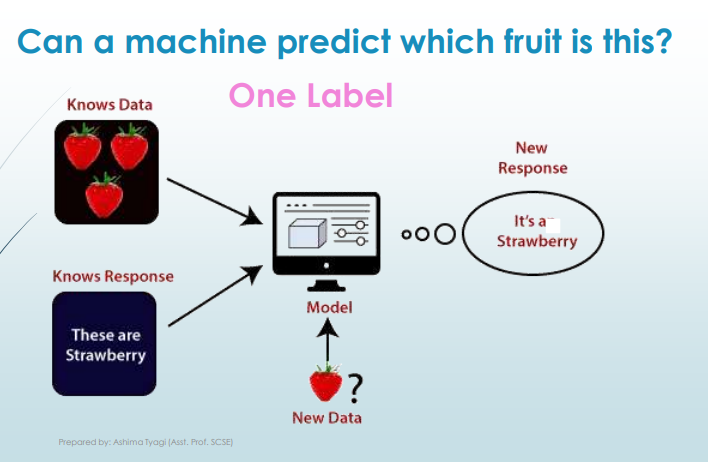 Can a machine predict which fruit is this?
One Label
Knows Data
New
Response
It's a
Strawberry
Knows Response
These are
Strawberry
Model
?
New Data
Prepared by: Ashima Tyagi (Asst. Prof. SCSE)